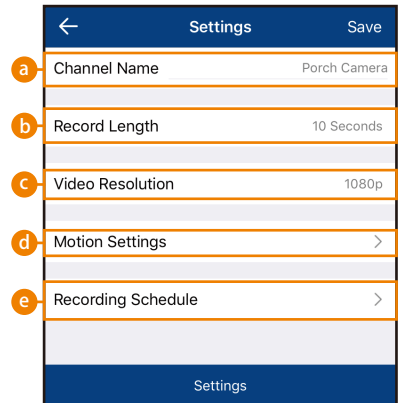 Settings Save
a Channel Name Porch Camera
b Record Length 10 Seconds
c Video Resolution 1080p
d Motion Settings
e Recording Schedule
Settings